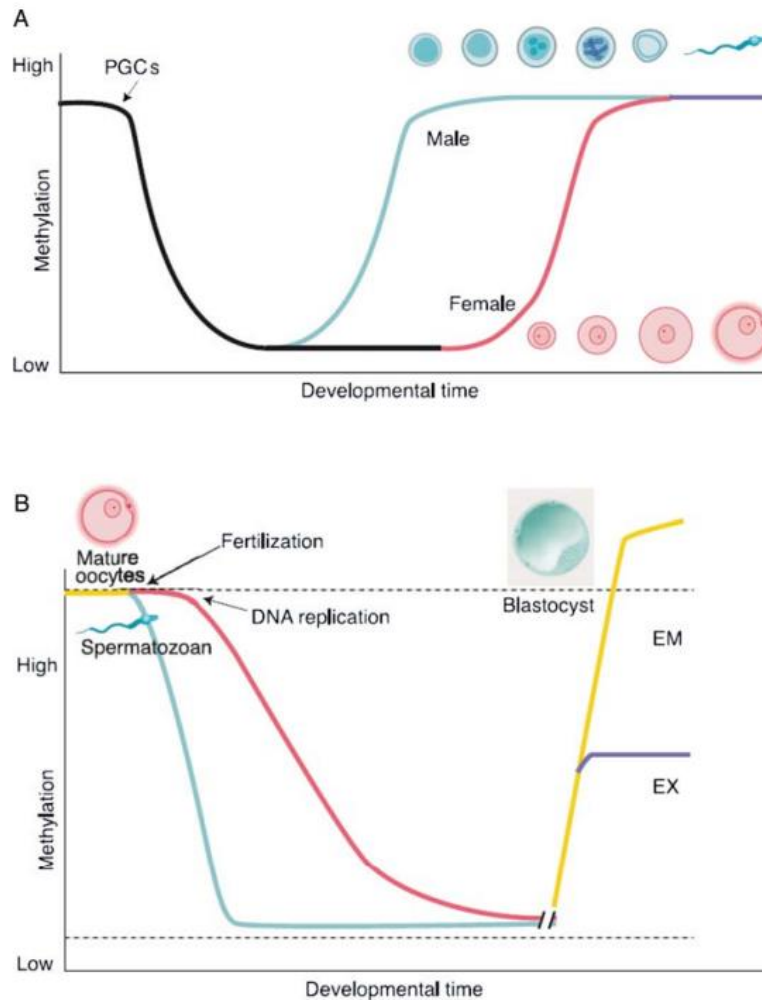 A
High
PGCs
Male
Methylation
Female
Low
Developmental time
B
Fertilization
Mature
oocytes
DNA replication
Blastocyst
Spermatozoan
EM
High
EX
Methylation
Low
Developmental time